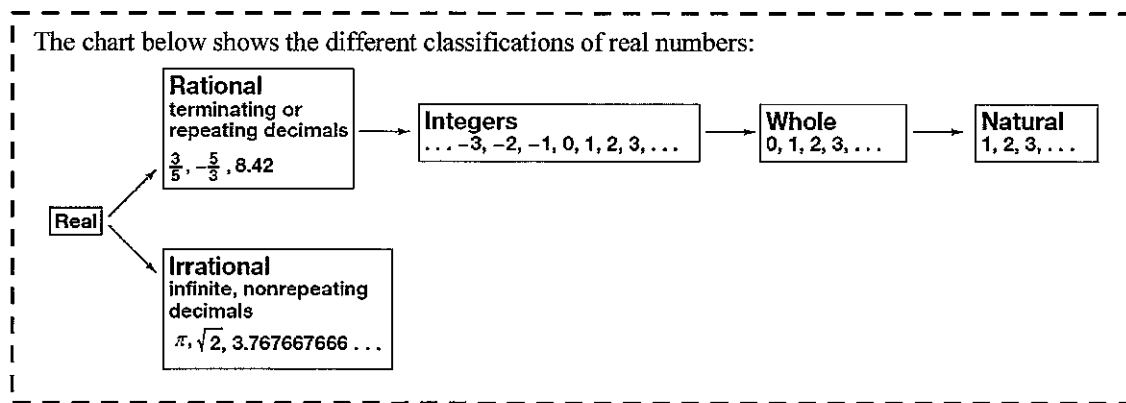 The chart below shows the different classifications of real numbers:
Rational
terminating or
repeating decimals
3/5, -5/3, 8.42
Integers
. . . -3, -2, -1, 0, 1, 2, 3, . . .
Whole
0, 1, 2, 3, . . .
Natural
1, 2, 3, . . .
Real
Irrational
infinite, nonrepeating
decimals
π, √2, 3.767667666 . . .